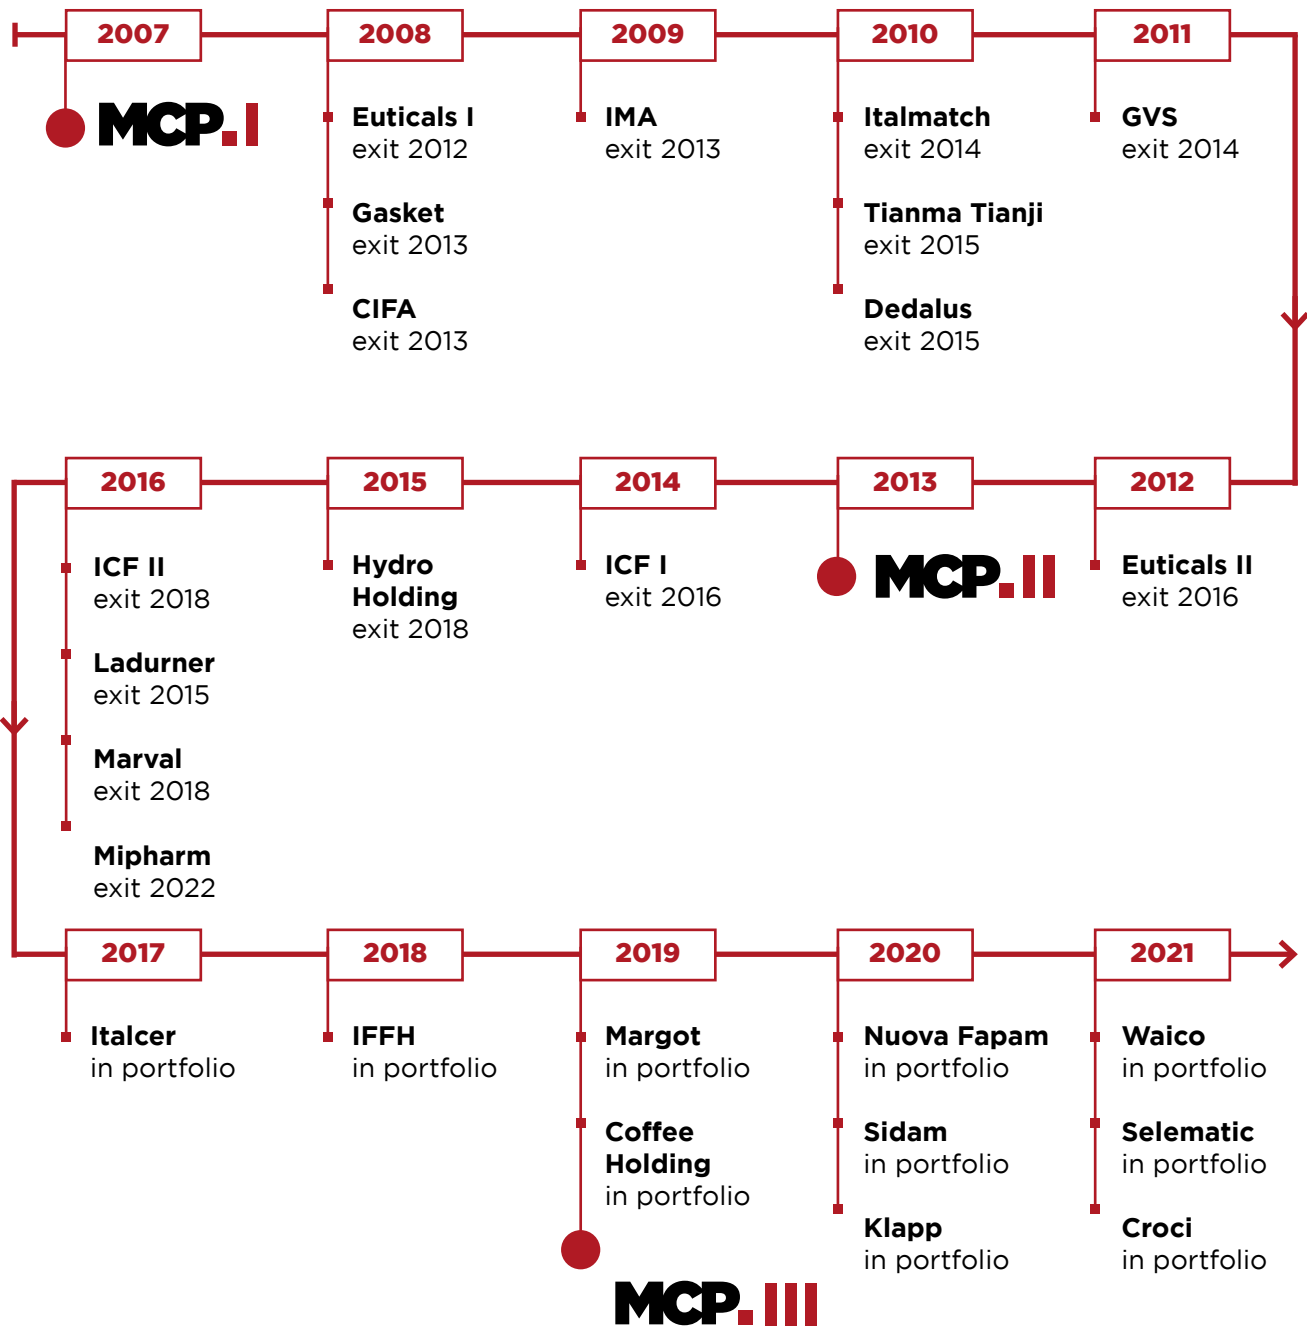 2007
MCP.I
2008
Euticals I
exit 2012
Gasket
exit 2013
CIFA
exit 2013
2009
IMA
exit 2013
2010
Italmatch
exit 2014
Tianma Tianji
exit 2015
Dedalus
exit 2015
2011
GVS
exit 2014
2012
Euticals II
exit 2016
2013
MCP.II
2014
ICF I
exit 2016
2015
Hydro
Holding
exit 2018
2016
ICF II
exit 2018
Ladurner
exit 2015
Marval
exit 2018
Mipharm
exit 2022
2017
Italcer
in portfolio
2018
IFFH
in portfolio
2019
Margot
in portfolio
Coffee
Holding
in portfolio
MCP.III
2020
Nuova Fapam
in portfolio
Sidam
in portfolio
Klapp
in portfolio
2021
Waico
in portfolio
Selematic
in portfolio
Croci
in portfolio